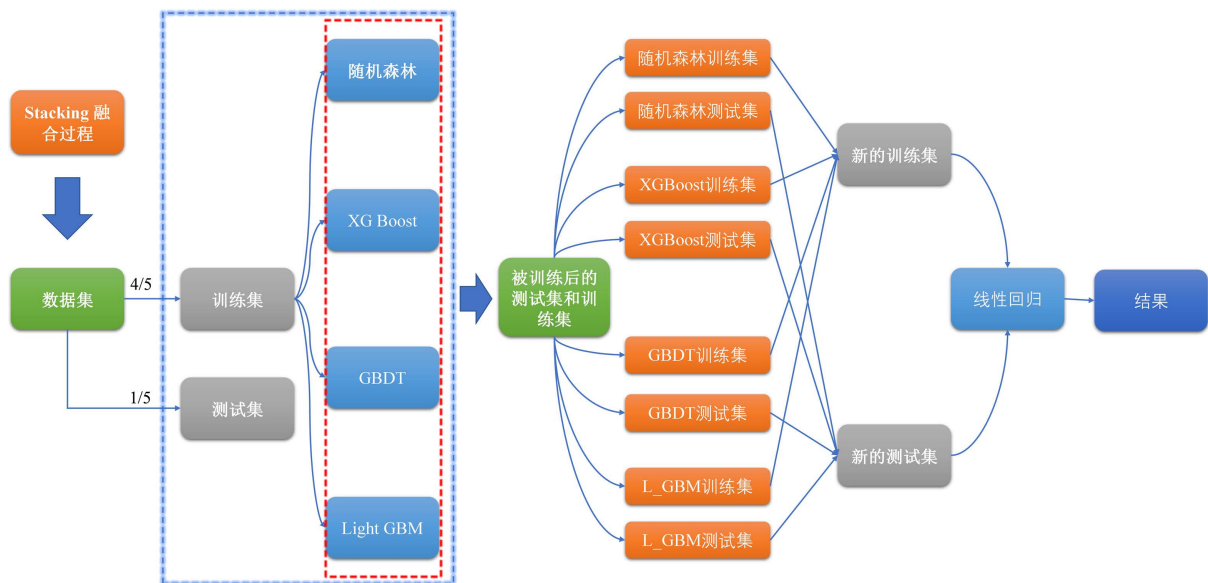 Stacking 融
合过程
数据集
4/5
1/5
训练集
测试集
随机森林
XG Boost
GBDT
Light GBM
被训练后的
测试集和训
练集
随机森林训练集
随机森林测试集
XGBoost训练集
XGBoost测试集
GBDT训练集
GBDT测试集
L_GBM训练集
L_GBM测试集
新的训练集
新的测试集
线性回归
结果